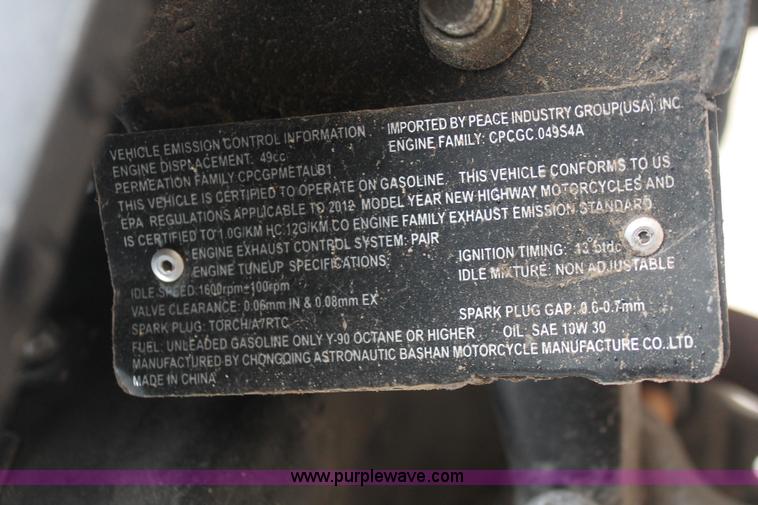 VEHICLE EMISSION CONTROL INFORMATION IMPORTED BY PEACE INDUSTRY GROUP(USA). INC.
ENGINE DISPLACEMENT: 49cc ENGINE FAMILY: CPCGC.049S4A
PERMEATION FAMILY:CPCGPMETALB1
THIS VEHICLE IS CERTIFIED TO OPERATE ON GASOLINE. THIS VEHICLE CONFORMS TO US
EPA REGULATIONS APPLICABLE TO 2012 MODEL YEAR NEW HIGHWAY MOTORCYCLES AND
IS CERTIFIED TO 1.0G/KM HC.12G/KM CO ENGINE FAMILY EXHAUST EMISSION STANDARD.
ENGINE EXHAUST CONTROL SYSTEM: PAIR
ENGINE TUNEUP SPECIFICATIONS: IGNITION TIMING: 13°btdc
IDLE SPEED:1600rpm±100rpm IDLE MIXTURE: NON ADJUSTABLE
VALVE CLEARANCE: 0.06mm IN & 0.08mm EX
SPARK PLUG: TORCH/A7RTC SPARK PLUG GAP: 0.6-0.7mm
FUEL: UNLEADED GASOLINE ONLY Y-90 OCTANE OR HIGHER OIL: SAE 10W 30
MANUFACTURED BY CHONGQING ASTRONAUTIC BASHAN MOTORCYCLE MANUFACTURE CO.,LTD.
MADE IN CHINA
www.purplewave.com